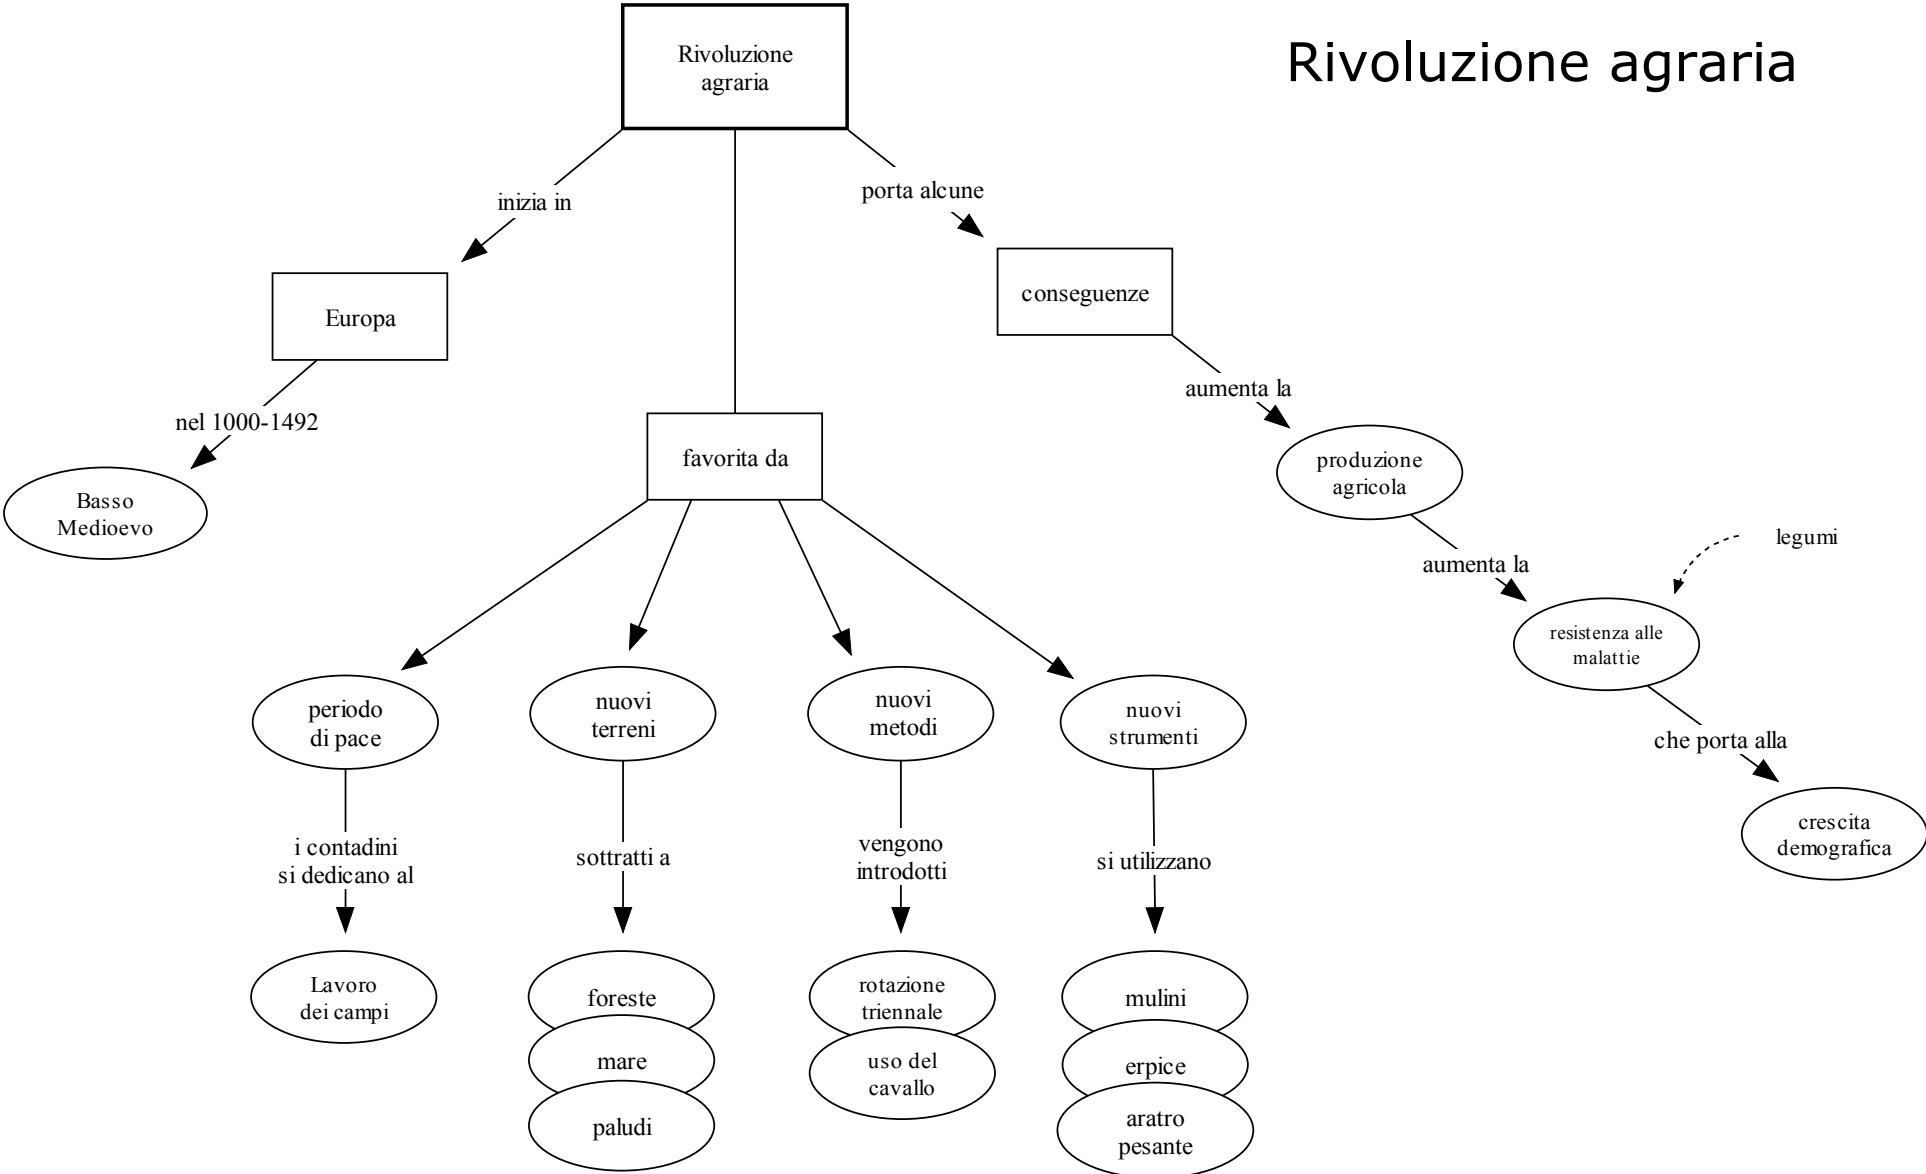 Rivoluzione agraria
Rivoluzione
agraria
inizia in
porta alcune
Europa
conseguenze
nel 1000-1492
aumenta la
Basso
Medioevo
favorita da
produzione
agricola
legumi
aumenta la
resistenza alle
malattie
che porta alla
crescita
demografica
periodo
di pace
nuovi
terreni
nuovi
metodi
nuovi
strumenti
i contadini
si dedicano al
sottratti a
vengono
introdotti
si utilizzano
Lavoro
dei campi
foreste
mare
paludi
rotazione
triennale
uso del
cavallo
mulini
erpice
aratro
pesante